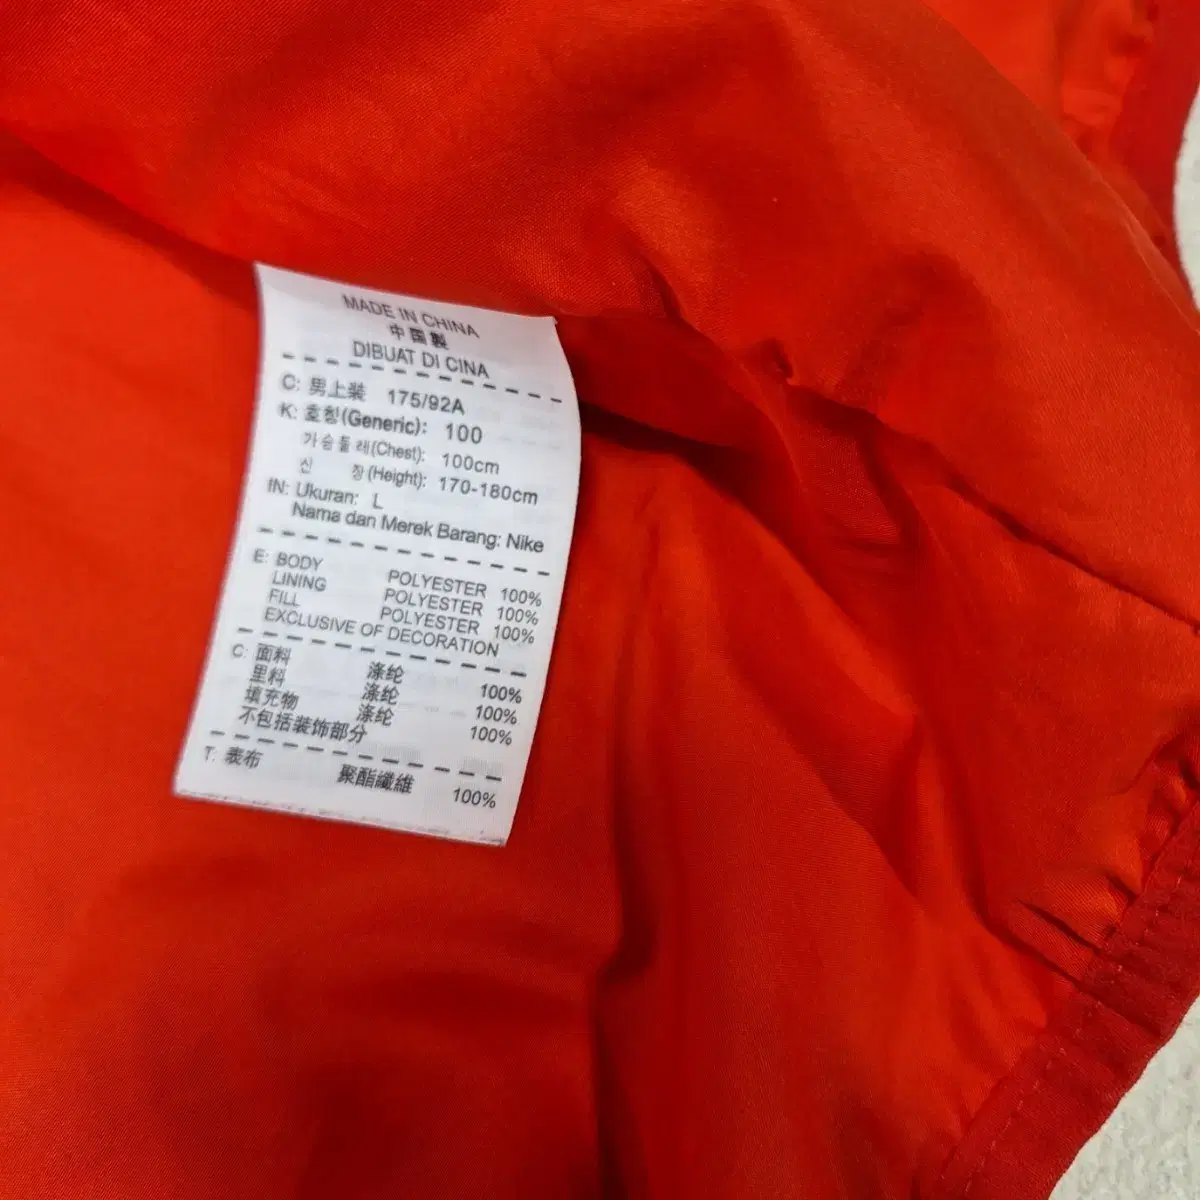 MADE IN CHINA
中国製
DIBUAT DI CINA
C: 男上装 175/92A
K: 호칭(Generic): 100
가슴둘레(Chest): 100cm
신 장(Height): 170-180cm
IN: Ukuran: L
Nama dan Merek Barang: Nike
E: BODY POLYESTER 100%
LINING POLYESTER 100%
FILL POLYESTER 100%
EXCLUSIVE OF DECORATION
C: 面料 涤纶 100%
里料 涤纶 100%
填充物 涤纶 100%
不包括装饰部分
T: 表布 聚酯纖維 100%